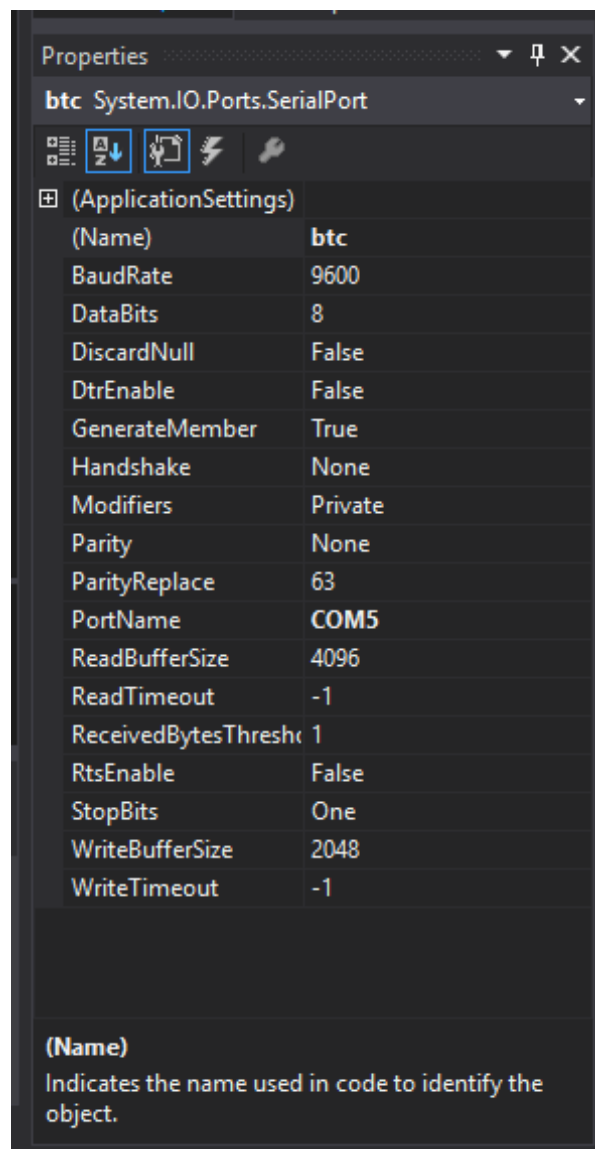 Properties
btc System.IO.Ports.SerialPort
(ApplicationSettings)
(Name) btc
BaudRate 9600
DataBits 8
DiscardNull False
DtrEnable False
GenerateMember True
Handshake None
Modifiers Private
Parity None
ParityReplace 63
PortName COM5
ReadBufferSize 4096
ReadTimeout -1
ReceivedBytesThresho 1
RtsEnable False
StopBits One
WriteBufferSize 2048
WriteTimeout -1
(Name)
Indicates the name used in code to identify the
object.